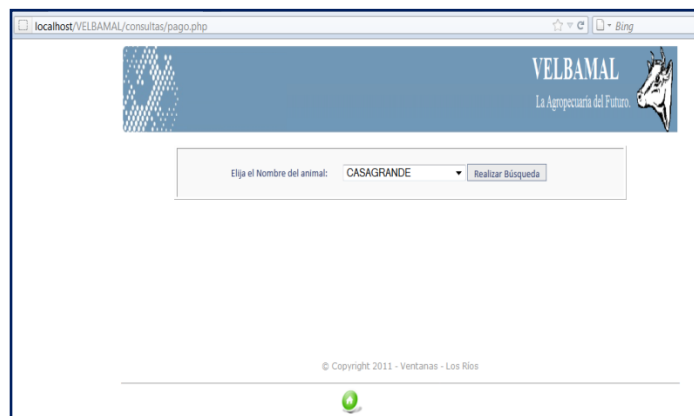 localhost/VELBAMAL/consultas/pago.php
Bing
VELBAMAL
La Agropecuaria del Futuro.
Elija el Nombre del animal: CASAGRANDE Realizar Búsqueda
© Copyright 2011 - Ventanas - Los Ríos